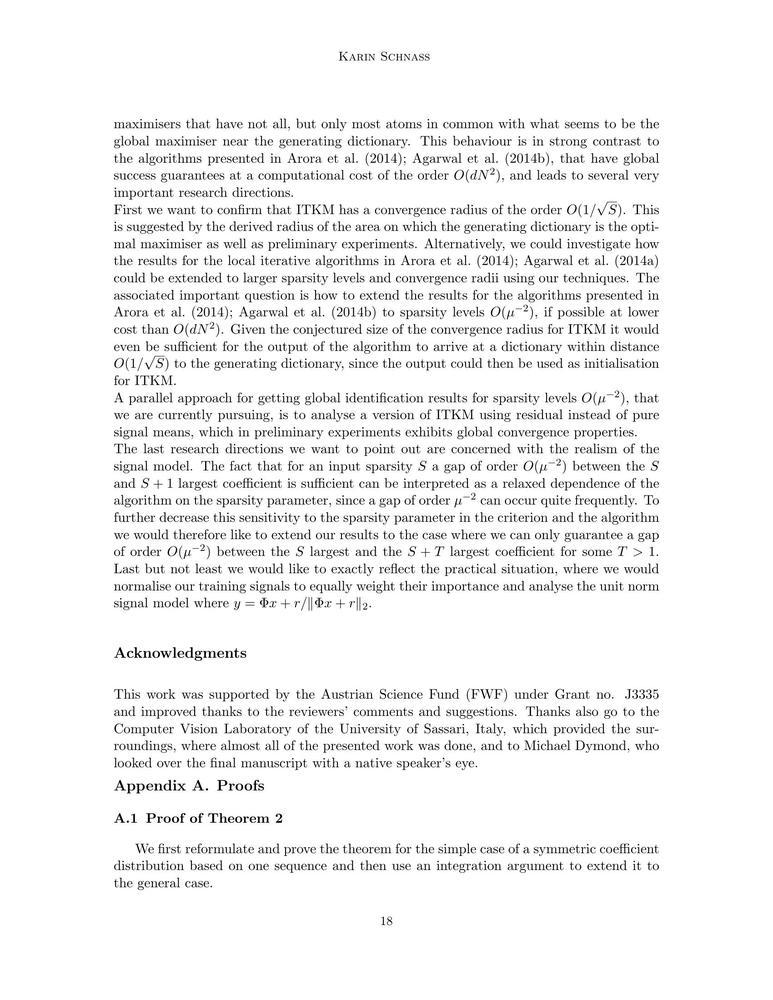 Karin Schnass
maximisers that have not all, but only most atoms in common with what seems to be the
global maximiser near the generating dictionary. This behaviour is in strong contrast to
the algorithms presented in Arora et al. (2014); Agarwal et al. (2014b), that have global
success guarantees at a computational cost of the order O(dN²), and leads to several very
important research directions.
First we want to confirm that ITKM has a convergence radius of the order O(1/√S). This
is suggested by the derived radius of the area on which the generating dictionary is the opti-
mal maximiser as well as preliminary experiments. Alternatively, we could investigate how
the results for the local iterative algorithms in Arora et al. (2014); Agarwal et al. (2014a)
could be extended to larger sparsity levels and convergence radii using our techniques. The
associated important question is how to extend the results for the algorithms presented in
Arora et al. (2014); Agarwal et al. (2014b) to sparsity levels O(μ⁻²), if possible at lower
cost than O(dN²). Given the conjectured size of the convergence radius for ITKM it would
even be sufficient for the output of the algorithm to arrive at a dictionary within distance
O(1/√S) to the generating dictionary, since the output could then be used as initialisation
for ITKM.
A parallel approach for getting global identification results for sparsity levels O(μ⁻²), that
we are currently pursuing, is to analyse a version of ITKM using residual instead of pure
signal means, which in preliminary experiments exhibits global convergence properties.
The last research directions we want to point out are concerned with the realism of the
signal model. The fact that for an input sparsity S a gap of order O(μ⁻²) between the S
and S + 1 largest coefficient is sufficient can be interpreted as a relaxed dependence of the
algorithm on the sparsity parameter, since a gap of order μ⁻² can occur quite frequently. To
further decrease this sensitivity to the sparsity parameter in the criterion and the algorithm
we would therefore like to extend our results to the case where we can only guarantee a gap
of order O(μ⁻²) between the S largest and the S + T largest coefficient for some T > 1.
Last but not least we would like to exactly reflect the practical situation, where we would
normalise our training signals to equally weight their importance and analyse the unit norm
signal model where y = Φx + r/‖Φx + r‖₂.
Acknowledgments
This work was supported by the Austrian Science Fund (FWF) under Grant no. J3335
and improved thanks to the reviewers' comments and suggestions. Thanks also go to the
Computer Vision Laboratory of the University of Sassari, Italy, which provided the sur-
roundings, where almost all of the presented work was done, and to Michael Dymond, who
looked over the final manuscript with a native speaker's eye.
Appendix A. Proofs
A.1 Proof of Theorem 2
We first reformulate and prove the theorem for the simple case of a symmetric coefficient
distribution based on one sequence and then use an integration argument to extend it to
the general case.
18